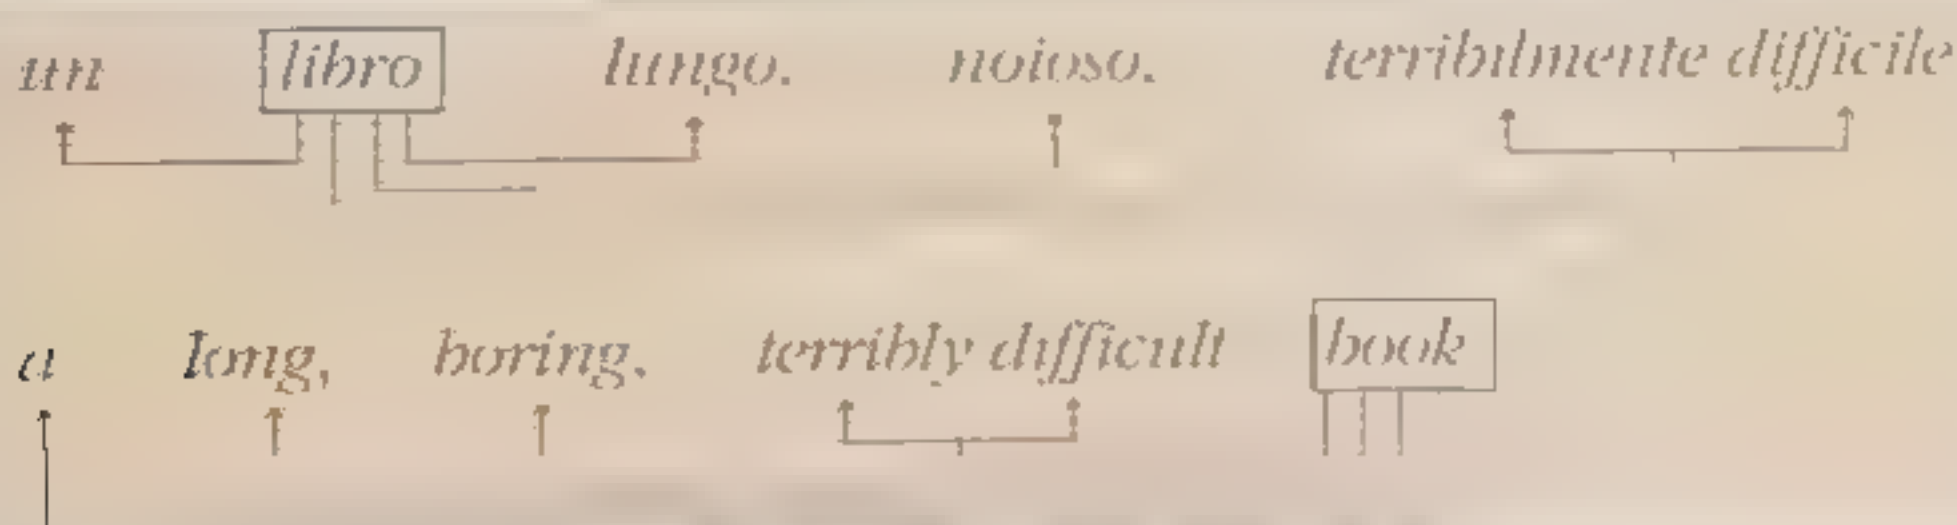 un libro lungo. noioso. terribilmente difficile
a long, boring. terribly difficult book